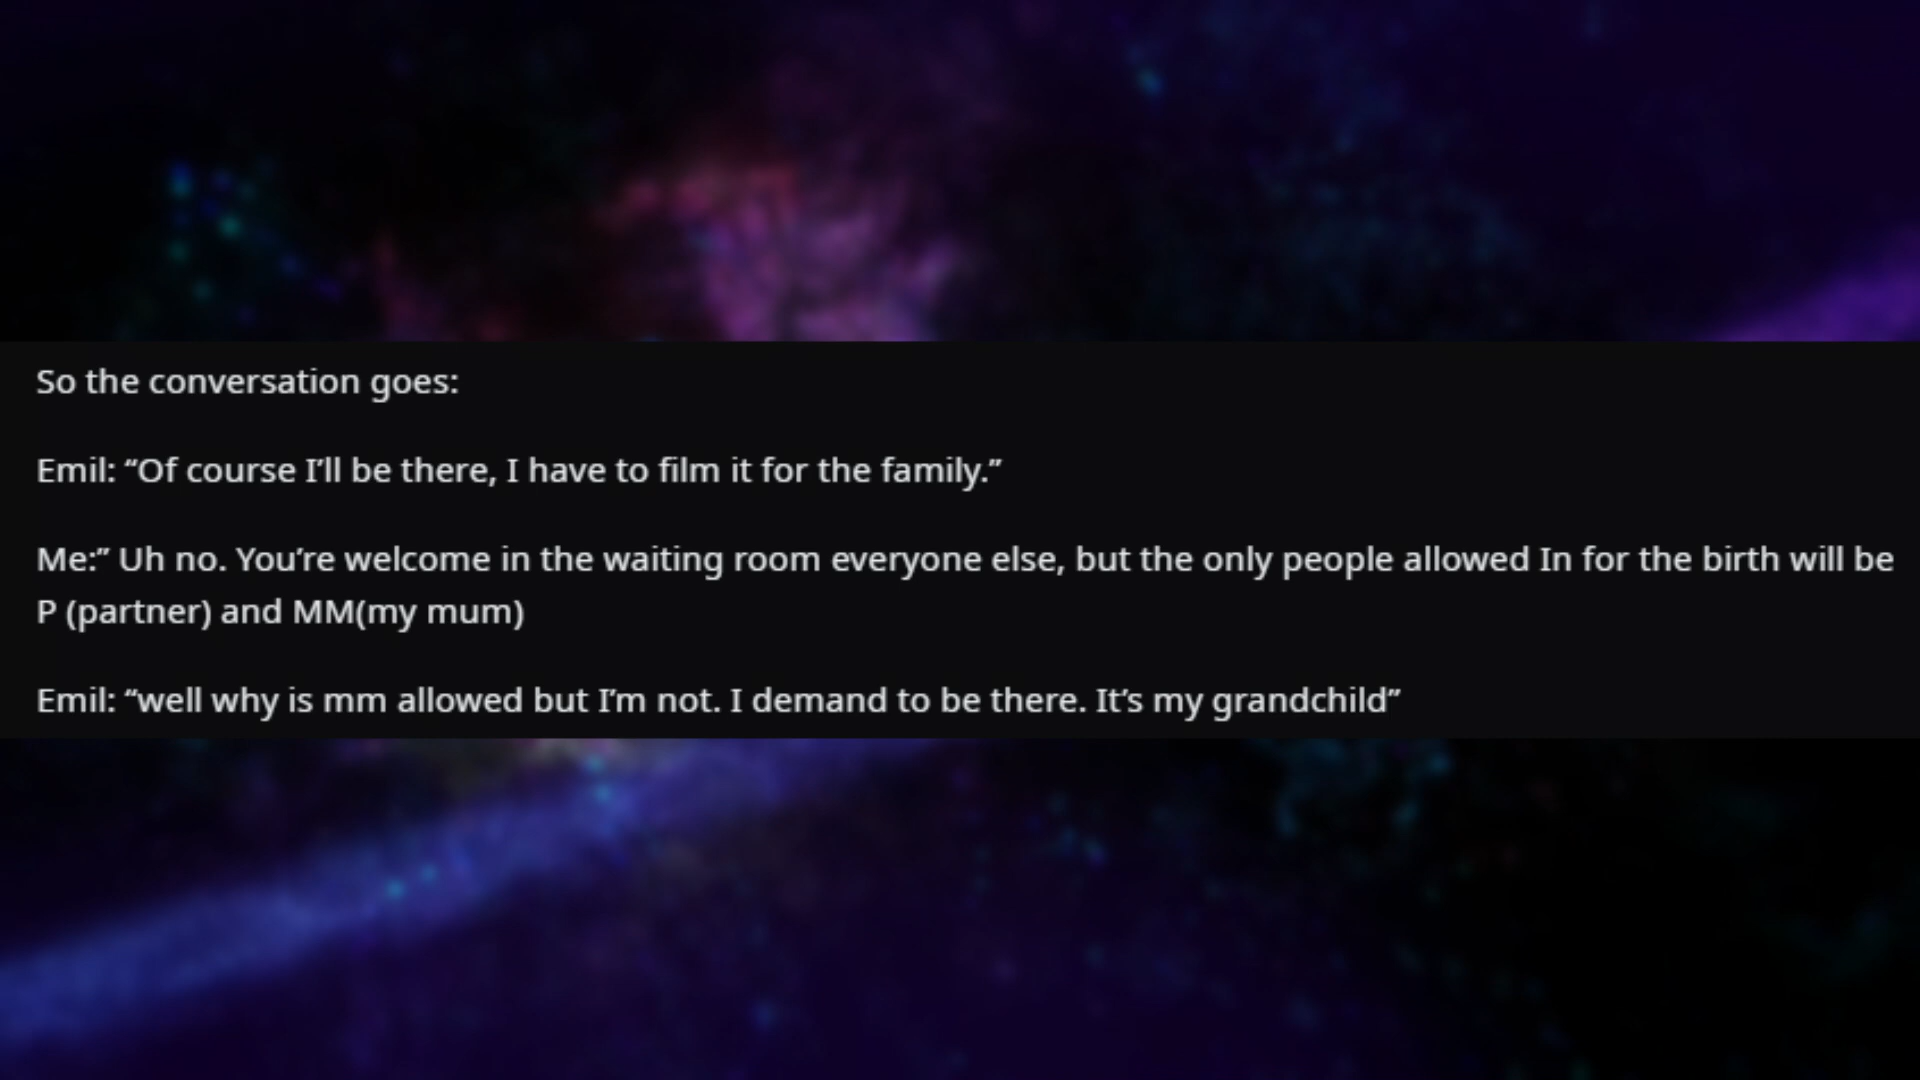 So the conversation goes:
Emil: “Of course I’ll be there, I have to film it for the family.”
Me:” Uh no. You’re welcome in the waiting room everyone else, but the only people allowed In for the birth will be
P (partner) and MM(my mum)
Emil: “well why is mm allowed but I’m not. I demand to be there. It’s my grandchild”